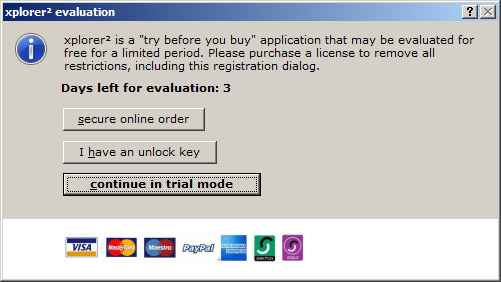 xplorer² evaluation
xplorer² is a "try before you buy" application that may be evaluated for
free for a limited period. Please purchase a license to remove all
restrictions, including this registration dialog.
Days left for evaluation: 3
secure online order
I have an unlock key
continue in trial mode
VISA MasterCard Maestro PayPal AMERICAN EXPRESS SWITCH SOLO